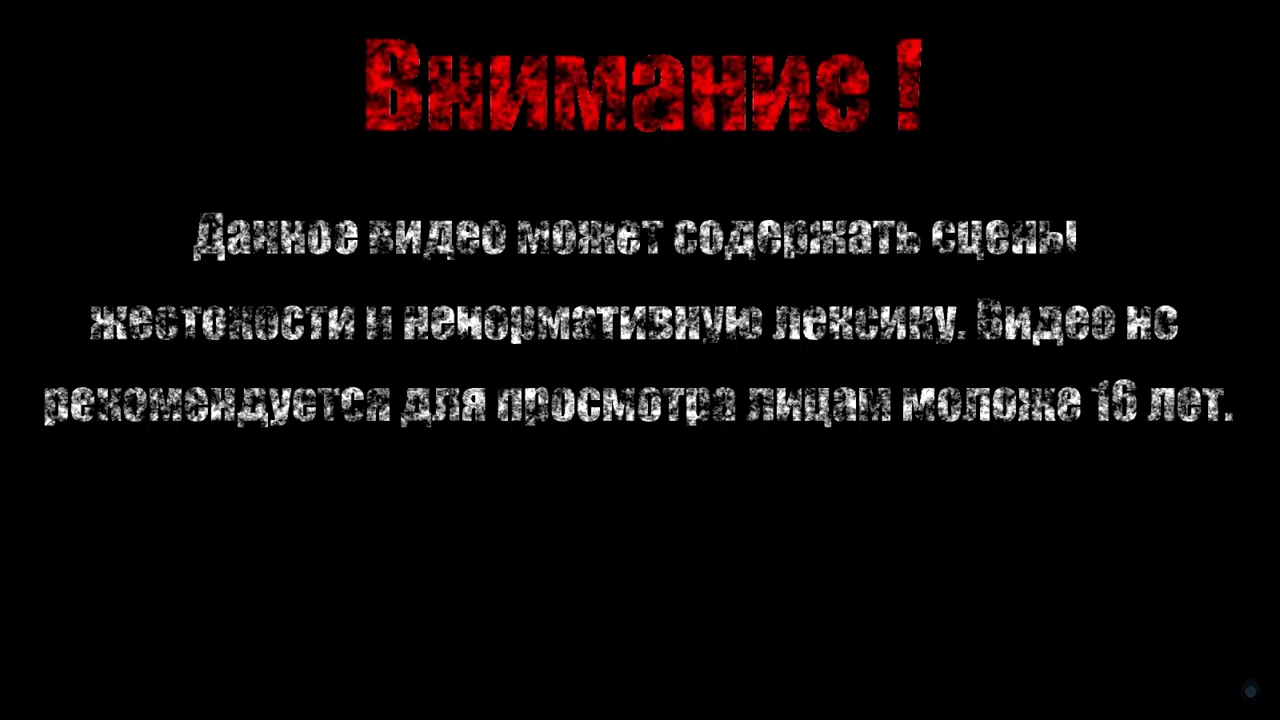 Внимание !
Данное видео может содержать сцены
жестокости и ненормативную лексику. Видео не
рекомендуется для просмотра лицам моложе 16 лет.